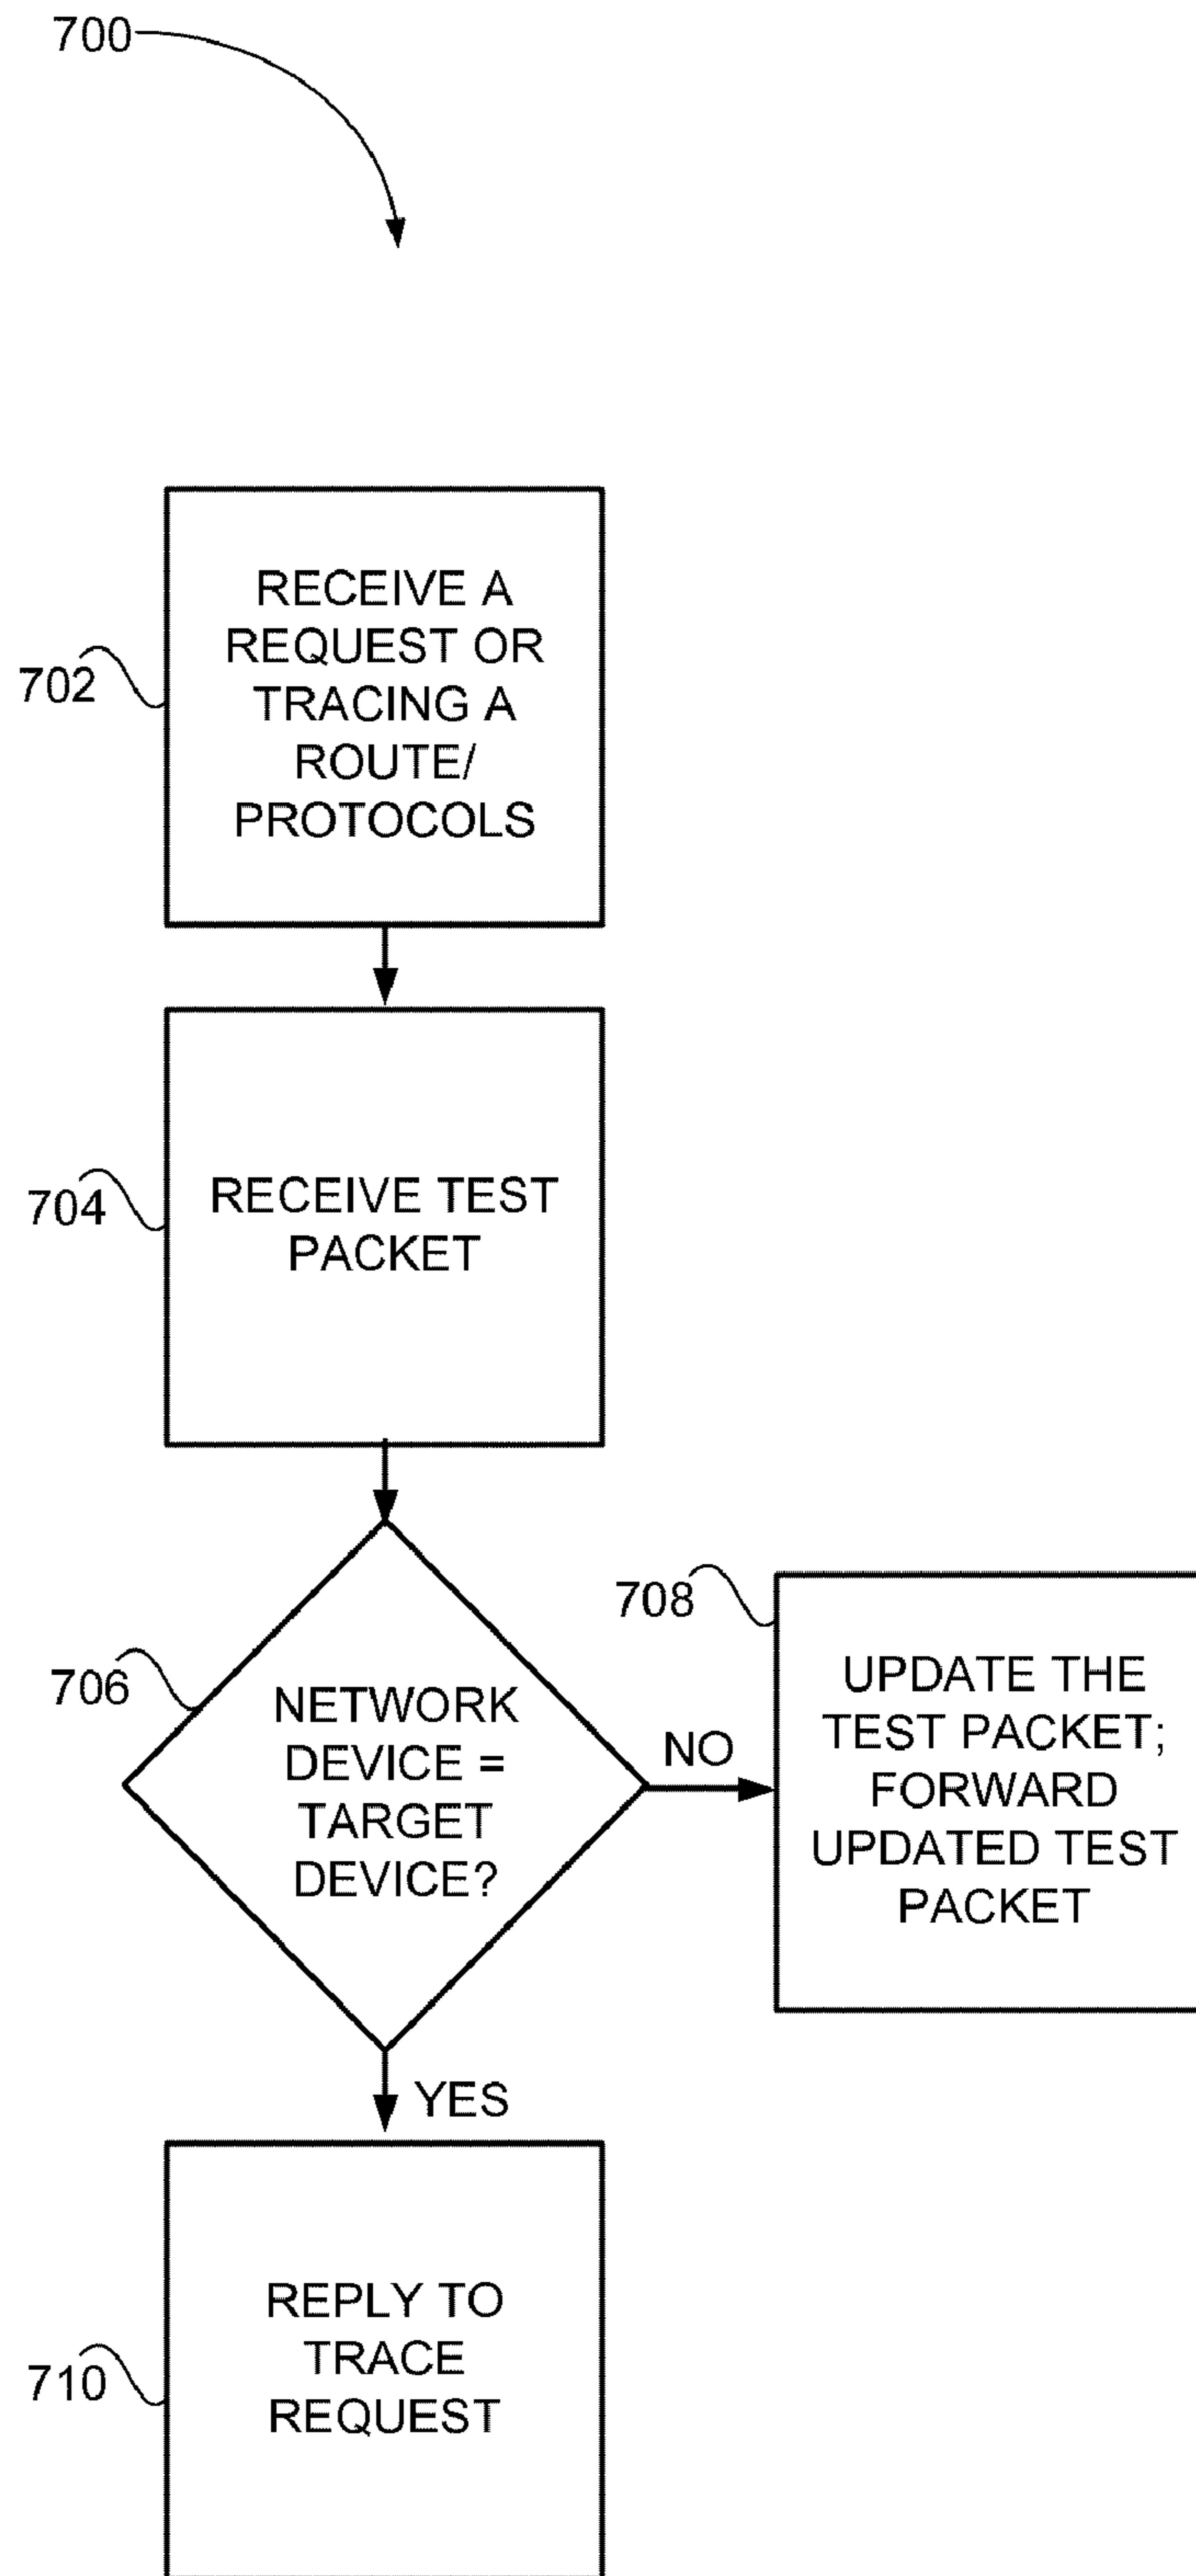 700
702
RECEIVE A
REQUEST OR
TRACING A
ROUTE/
PROTOCOLS
704
RECEIVE TEST
PACKET
706
NETWORK
DEVICE =
TARGET
DEVICE?
NO
708
UPDATE THE
TEST PACKET;
FORWARD
UPDATED TEST
PACKET
YES
710
REPLY TO
TRACE
REQUEST